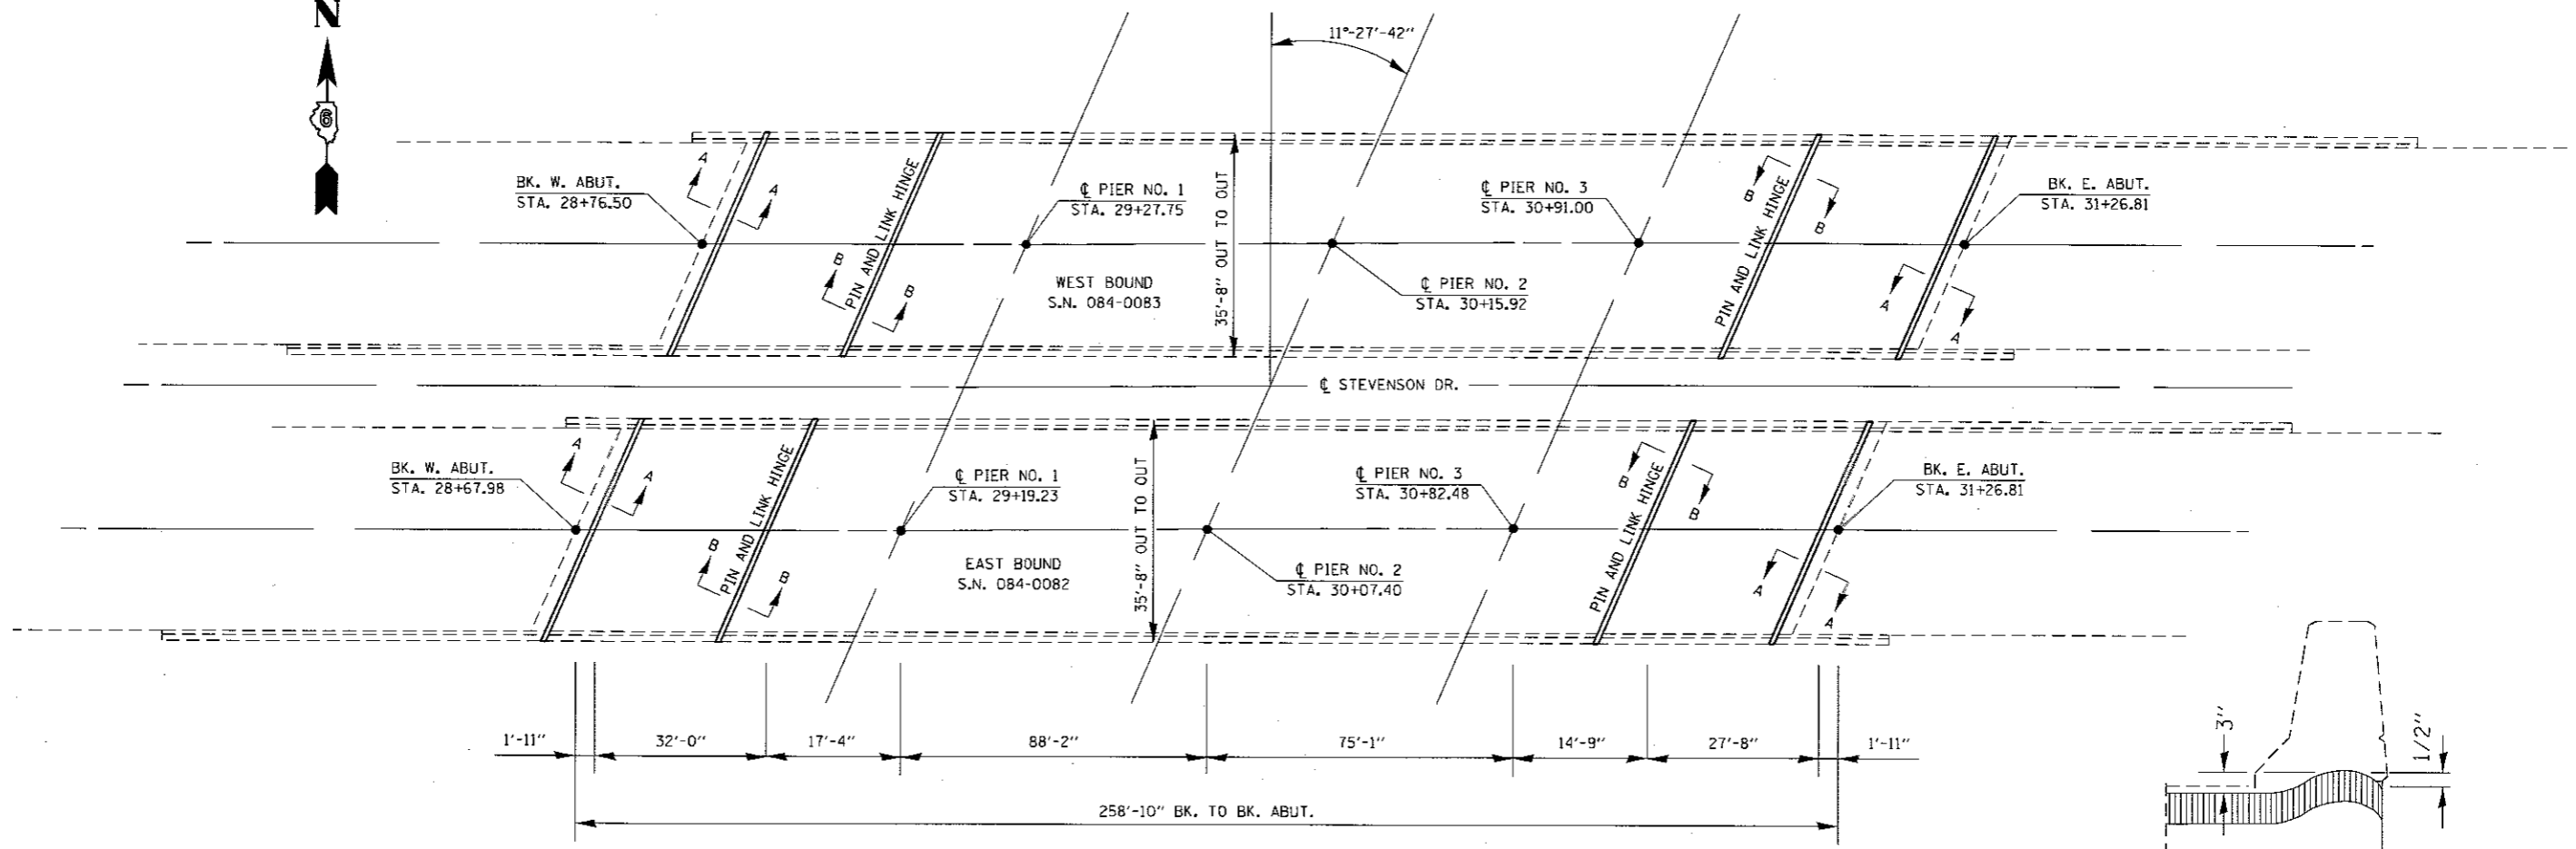 N
6
11°-27'-42"
A
A
BK. W. ABUT.
STA. 28+76.50
PIN AND LINK HINGE
B
B
℄ PIER NO. 1
STA. 29+27.75
WEST BOUND
S.N. 084-0083
35'-8" OUT TO OUT
℄ PIER NO. 2
STA. 30+15.92
℄ PIER NO. 3
STA. 30+91.00
PIN AND LINK HINGE
B
B
BK. E. ABUT.
STA. 31+26.81
A
A
℄ STEVENSON DR.
A
A
BK. W. ABUT.
STA. 28+67.98
PIN AND LINK HINGE
B
B
℄ PIER NO. 1
STA. 29+19.23
EAST BOUND
S.N. 084-0082
35'-8" OUT TO OUT
℄ PIER NO. 2
STA. 30+07.40
℄ PIER NO. 3
STA. 30+82.48
PIN AND LINK HINGE
B
B
BK. E. ABUT.
STA. 31+26.81
A
A
1'-11"
32'-0"
17'-4"
88'-2"
75'-1"
14'-9"
27'-8"
1'-11"
258'-10" BK. TO BK. ABUT.
3"
1/2"